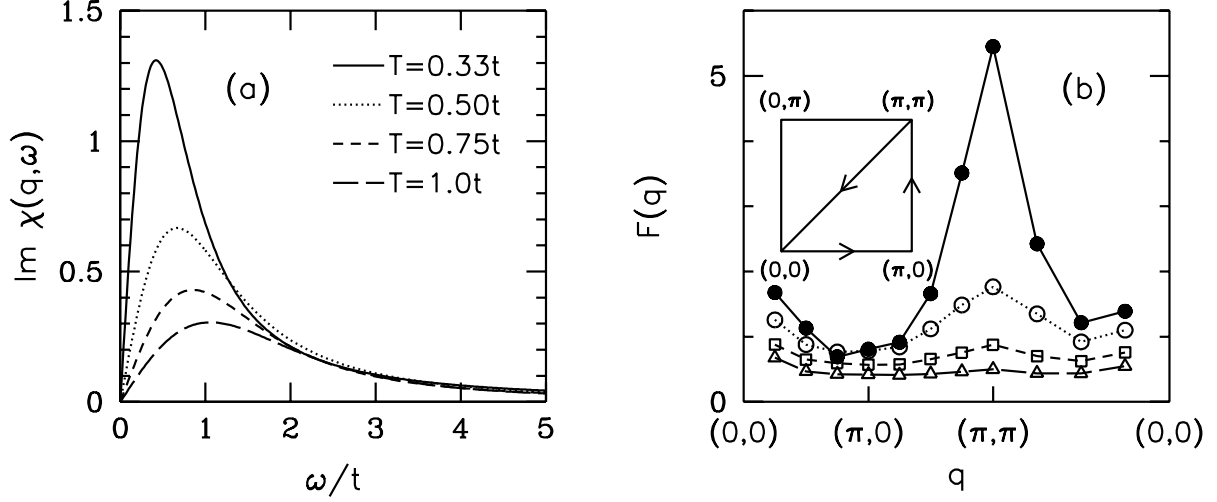 1.5
1
0.5
0
Im χ(q,ω)
(a)
T=0.33t
T=0.50t
T=0.75t
T=1.0t
0 1 2 3 4 5
ω/t
5
0
F(q)
(b)
(0,π) (π,π)
(0,0) (π,0)
(0,0) (π,0) (π,π) (0,0)
q